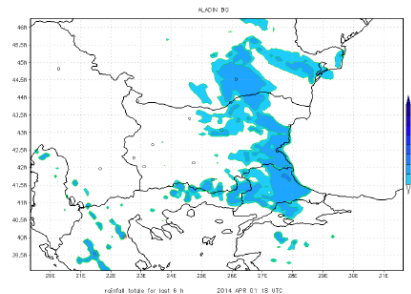 ALADIN BG
46.5N
46N
45.5N
45N
44.5N
44N
43.5N
43N
42.5N
42N
41.5N
41N
40.5N
40N
39.5N
20E 21E 22E 23E 24E 25E 26E 27E 28E 29E 30E 31E
rainfall totals for last 6 h 2014 APR 01 18 UTC